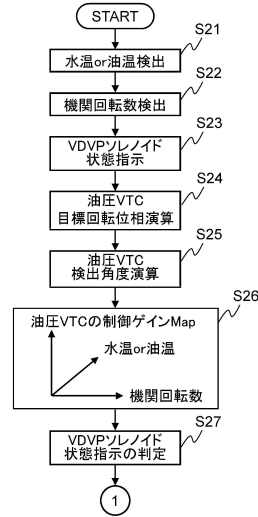 START
S21
水温or油温検出
S22
機関回転数検出
S23
VDVPソレノイド
状態指示
S24
油圧VTC
目標回転位相演算
S25
油圧VTC
検出角度演算
S26
油圧VTCの制御ゲインMap
水温or油温
機関回転数
S27
VDVPソレノイド
状態指示の判定
1